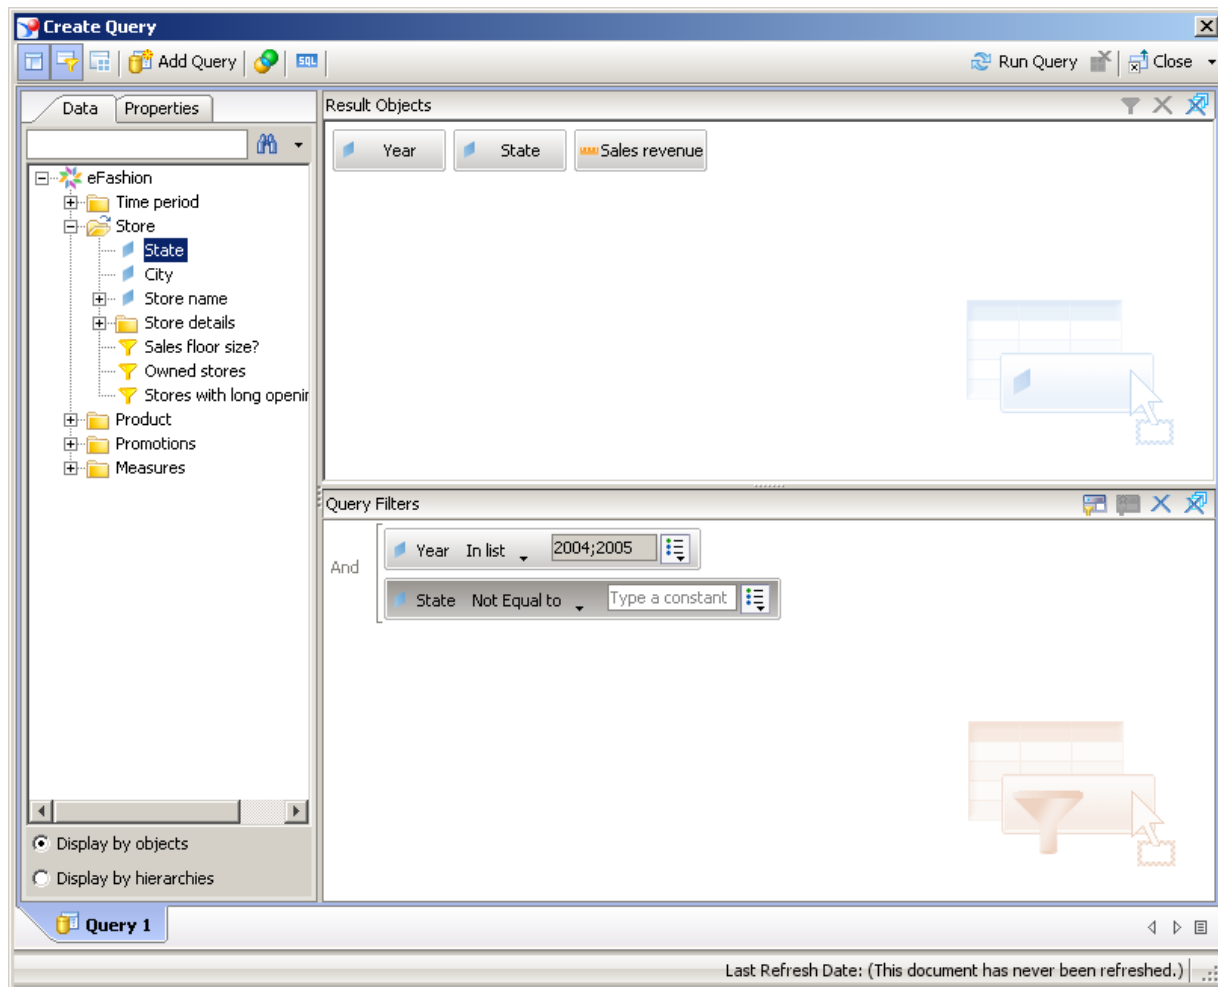 Create Query
Add Query
SQL
Run Query
Close
Data
Properties
Result Objects
Year
State
Sales revenue
eFashion
Time period
Store
State
City
Store name
Store details
Sales floor size?
Owned stores
Stores with long openin
Product
Promotions
Measures
Query Filters
And
Year In list 2004;2005
State Not Equal to Type a constant
Display by objects
Display by hierarchies
Query 1
Last Refresh Date: (This document has never been refreshed.)